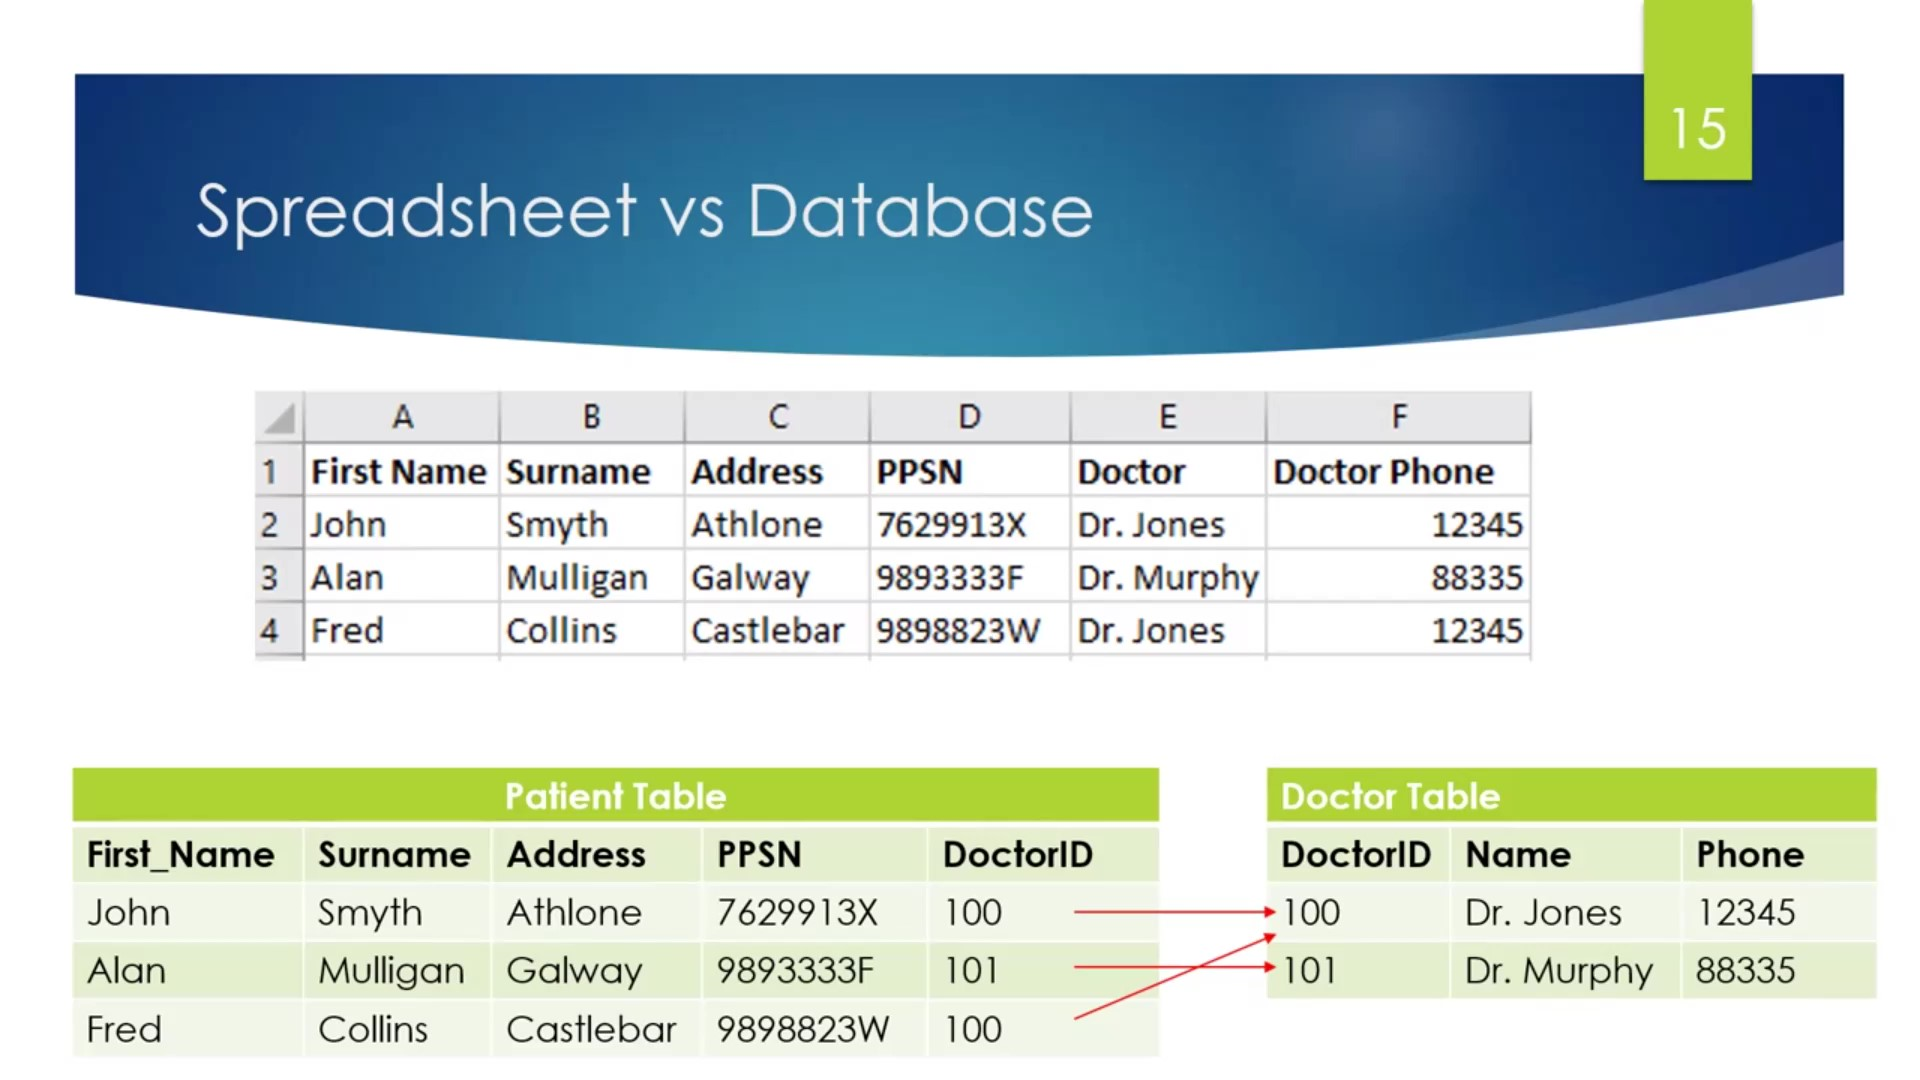 15
Spreadsheet vs Database
A B C D E F
1 First Name Surname Address PPSN Doctor Doctor Phone
2 John Smyth Athlone 7629913X Dr. Jones 12345
3 Alan Mulligan Galway 9893333F Dr. Murphy 88335
4 Fred Collins Castlebar 9898823W Dr. Jones 12345
Patient Table
First_Name Surname Address PPSN DoctorID
John Smyth Athlone 7629913X 100
Alan Mulligan Galway 9893333F 101
Fred Collins Castlebar 9898823W 100
Doctor Table
DoctorID Name Phone
100 Dr. Jones 12345
101 Dr. Murphy 88335